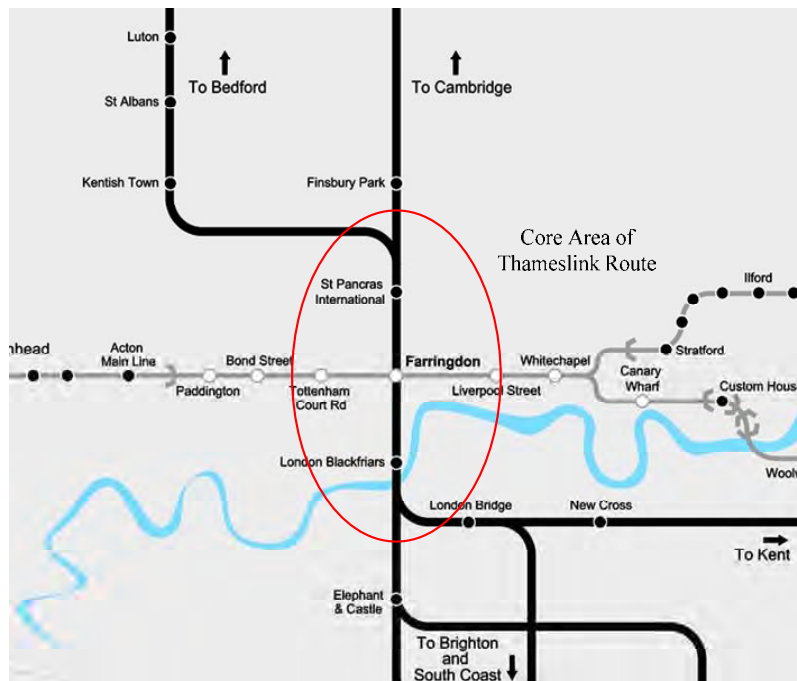 Luton
To Bedford
To Cambridge
St Albans
Kentish Town
Finsbury Park
Core Area of
Thameslink Route
St Pancras
International
Ilford
nhead
Acton
Main Line
Bond Street
Farringdon
Whitechapel
Stratford
Paddington
Tottenham
Court Rd
Liverpool Street
Canary
Wharf
Custom House
London Blackfriars
Woolw
London Bridge
New Cross
To Kent
Elephant
& Castle
To Brighton
and
South Coast